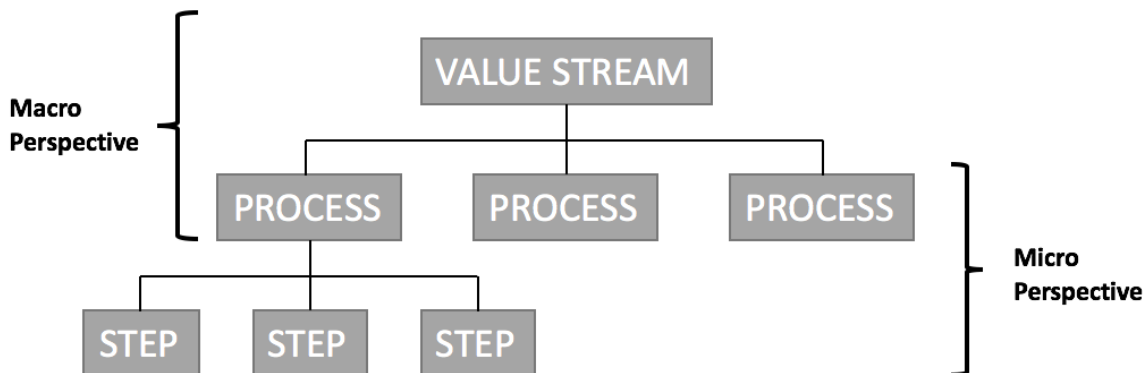 VALUE STREAM
Macro
Perspective
PROCESS
PROCESS
PROCESS
Micro
Perspective
STEP
STEP
STEP